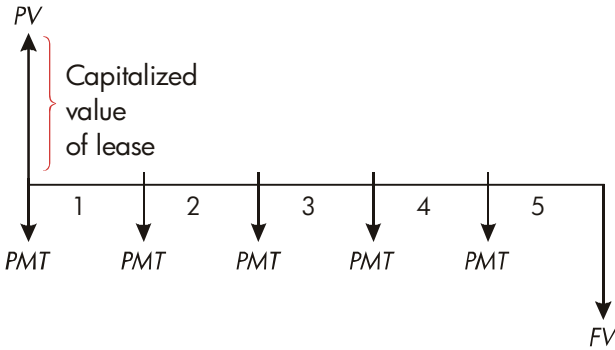 PV
Capitalized
value
of lease
1 2 3 4 5
PMT PMT PMT PMT PMT
FV